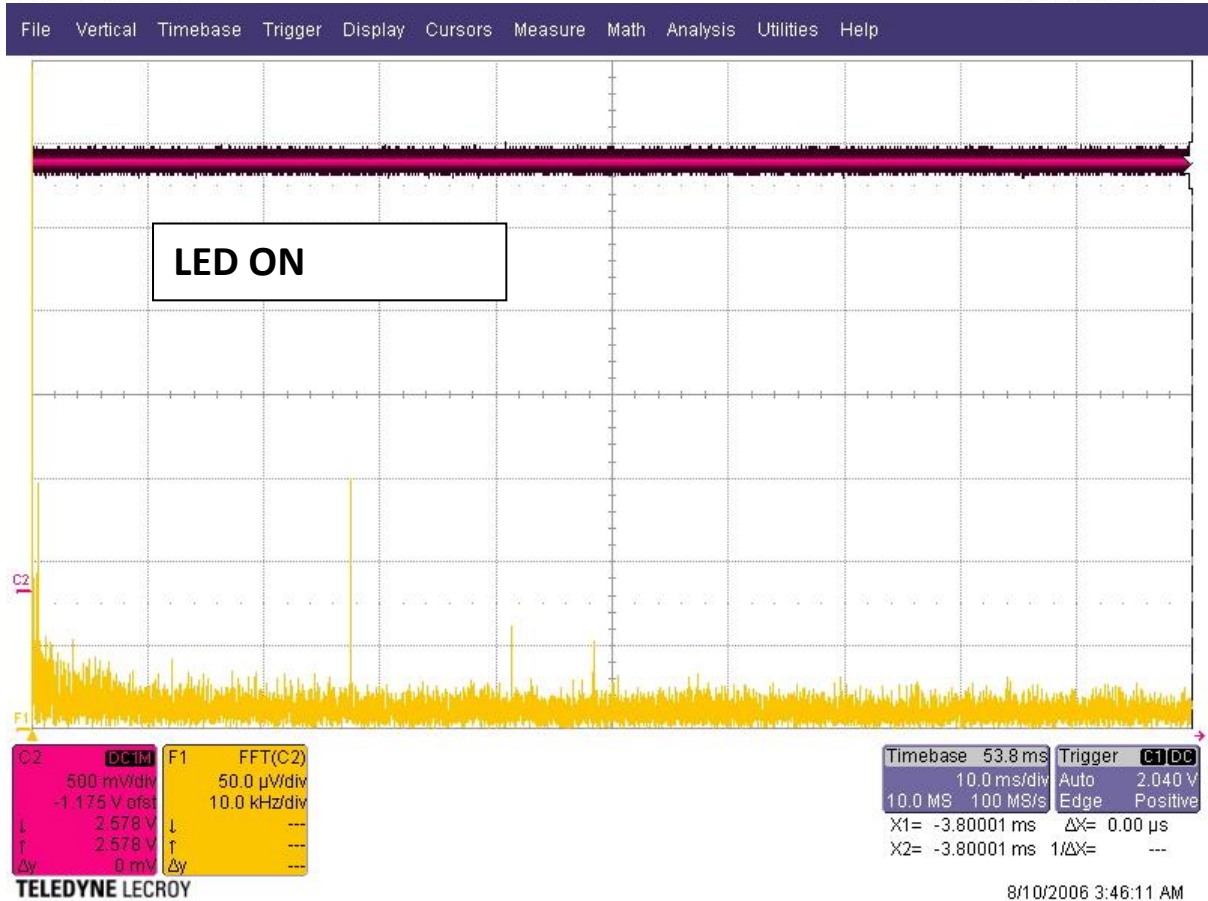 File Vertical Timebase Trigger Display Cursors Measure Math Analysis Utilities Help
LED ON
C2
F1
C2 DC1M
500 mV/div
-1.175 V ofst
↓ 2.578 V
↑ 2.578 V
Δy 0 mV
F1 FFT(C2)
50.0 µV/div
10.0 kHz/div
↓ ---
↑ ---
Δy ---
Timebase 53.8 ms
10.0 ms/div
10.0 MS 100 MS/s
Trigger C1 DC
Auto 2.040 V
Edge Positive
X1= -3.80001 ms ΔX= 0.00 µs
X2= -3.80001 ms 1/ΔX= ---
TELEDYNE LECROY
8/10/2006 3:46:11 AM